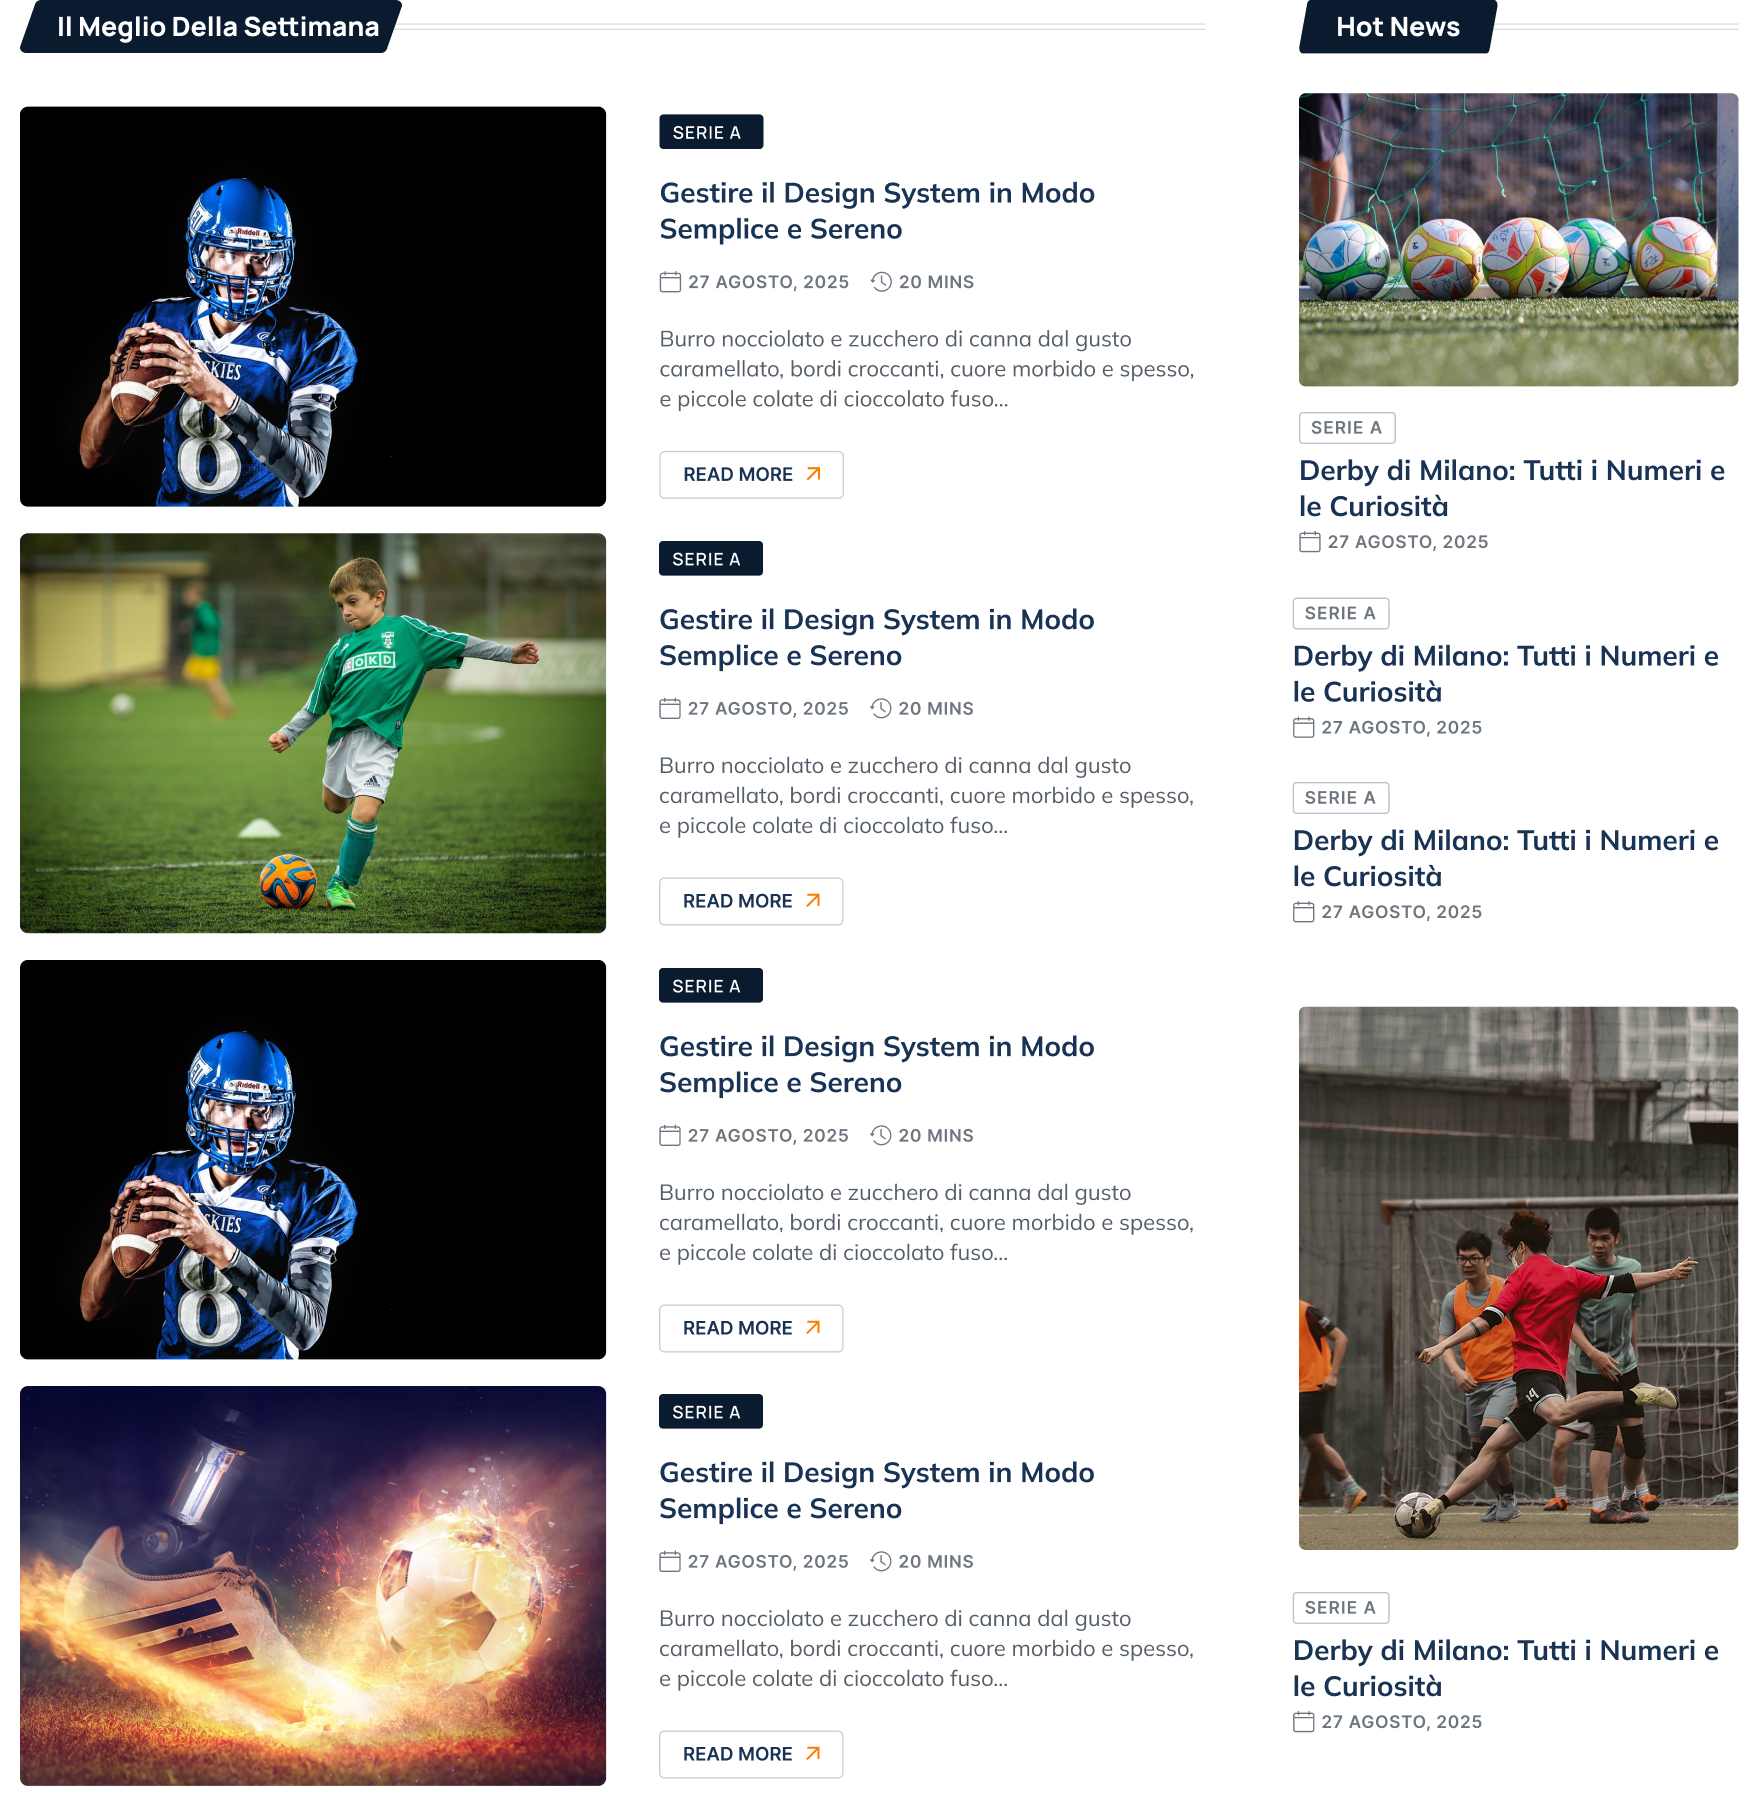 Il Meglio Della Settimana
SERIE A
Gestire il Design System in Modo
Semplice e Sereno
27 AGOSTO, 2025 20 MINS
Burro nocciolato e zucchero di canna dal gusto
caramellato, bordi croccanti, cuore morbido e spesso,
e piccole colate di cioccolato fuso...
READ MORE
Riddell
SKIES
8
SERIE A
Gestire il Design System in Modo
Semplice e Sereno
27 AGOSTO, 2025 20 MINS
Burro nocciolato e zucchero di canna dal gusto
caramellato, bordi croccanti, cuore morbido e spesso,
e piccole colate di cioccolato fuso...
READ MORE
OKD
SERIE A
Gestire il Design System in Modo
Semplice e Sereno
27 AGOSTO, 2025 20 MINS
Burro nocciolato e zucchero di canna dal gusto
caramellato, bordi croccanti, cuore morbido e spesso,
e piccole colate di cioccolato fuso...
READ MORE
Riddell
SKIES
8
SERIE A
Gestire il Design System in Modo
Semplice e Sereno
27 AGOSTO, 2025 20 MINS
Burro nocciolato e zucchero di canna dal gusto
caramellato, bordi croccanti, cuore morbido e spesso,
e piccole colate di cioccolato fuso...
READ MORE
Hot News
SERIE A
Derby di Milano: Tutti i Numeri e
le Curiosità
27 AGOSTO, 2025
SERIE A
Derby di Milano: Tutti i Numeri e
le Curiosità
27 AGOSTO, 2025
SERIE A
Derby di Milano: Tutti i Numeri e
le Curiosità
27 AGOSTO, 2025
SERIE A
Derby di Milano: Tutti i Numeri e
le Curiosità
27 AGOSTO, 2025